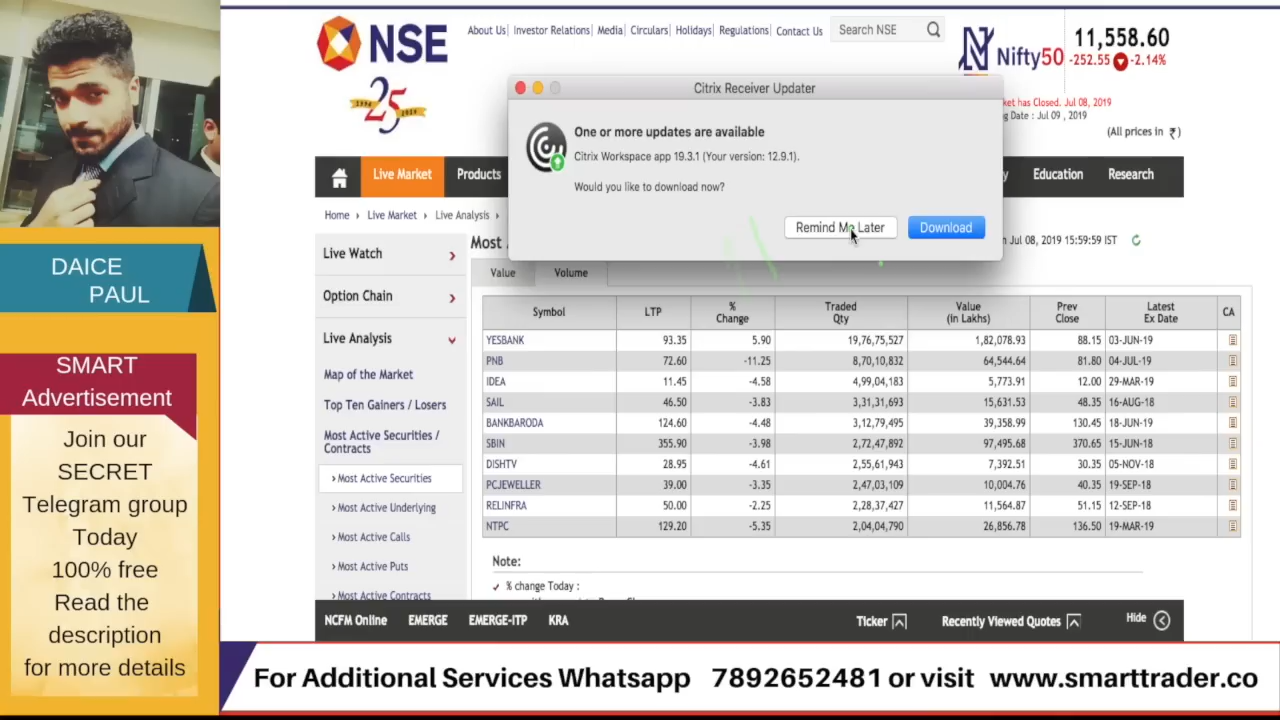 NSE
1994 25 2019
About Us| Investor Relations| Media| Circulars| Holidays| Regulations| Contact Us
Search NSE
Nifty50
11,558.60
-252.55 -2.14%
ket has Closed. Jul 08, 2019
g Date : Jul 09 , 2019
(All prices in ₹)
Citrix Receiver Updater
One or more updates are available
Citrix Workspace app 19.3.1 (Your version: 12.9.1).
Would you like to download now?
Remind Me Later Download
Live Market Products y Education Research
Home › Live Market › Live Analysis ›
n Jul 08, 2019 15:59:59 IST
Most
Value Volume
Live Watch
Option Chain
Live Analysis
Map of the Market
Top Ten Gainers / Losers
Most Active Securities /
Contracts
› Most Active Securities
› Most Active Underlying
› Most Active Calls
› Most Active Puts
› Most Active Contracts
Symbol LTP % Change Traded Qty Value (in Lakhs) Prev Close Latest Ex Date CA
YESBANK 93.35 5.90 19,76,75,527 1,82,078.93 88.15 03-JUN-19
PNB 72.60 -11.25 8,70,10,832 64,544.64 81.80 04-JUL-19
IDEA 11.45 -4.58 4,99,04,183 5,773.91 12.00 29-MAR-19
SAIL 46.50 -3.83 3,31,31,693 15,631.53 48.35 16-AUG-18
BANKBARODA 124.60 -4.48 3,12,79,495 39,358.99 130.45 18-JUN-19
SBIN 355.90 -3.98 2,72,47,892 97,495.68 370.65 15-JUN-18
DISHTV 28.95 -4.61 2,55,61,943 7,392.51 30.35 05-NOV-18
PCJEWELLER 39.00 -3.35 2,47,03,109 10,004.76 40.35 19-SEP-18
RELINFRA 50.00 -2.25 2,28,37,427 11,564.87 51.15 12-SEP-18
NTPC 129.20 -5.35 2,04,04,790 26,856.78 136.50 19-MAR-19
Note:
✓ % change Today :
NCFM Online EMERGE EMERGE-ITP KRA Ticker Recently Viewed Quotes Hide
DAICE
PAUL
SMART
Advertisement
Join our
SECRET
Telegram group
Today
100% free
Read the
description
for more details
For Additional Services Whatsapp 7892652481 or visit www.smarttrader.co